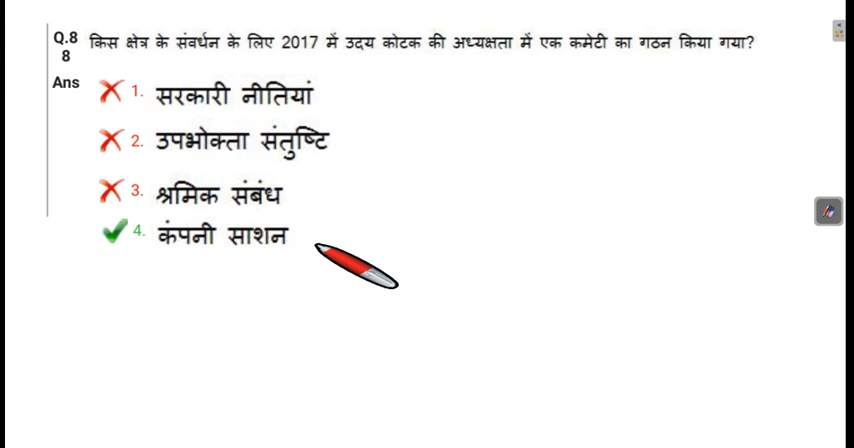 Q.8 किस क्षेत्र के संवर्धन के लिए 2017 में उदय कोटक की अध्यक्षता में एक कमेटी का गठन किया गया?
8
Ans
1. सरकारी नीतियां
2. उपभोक्ता संतुष्टि
3. श्रमिक संबंध
4. कंपनी साशन